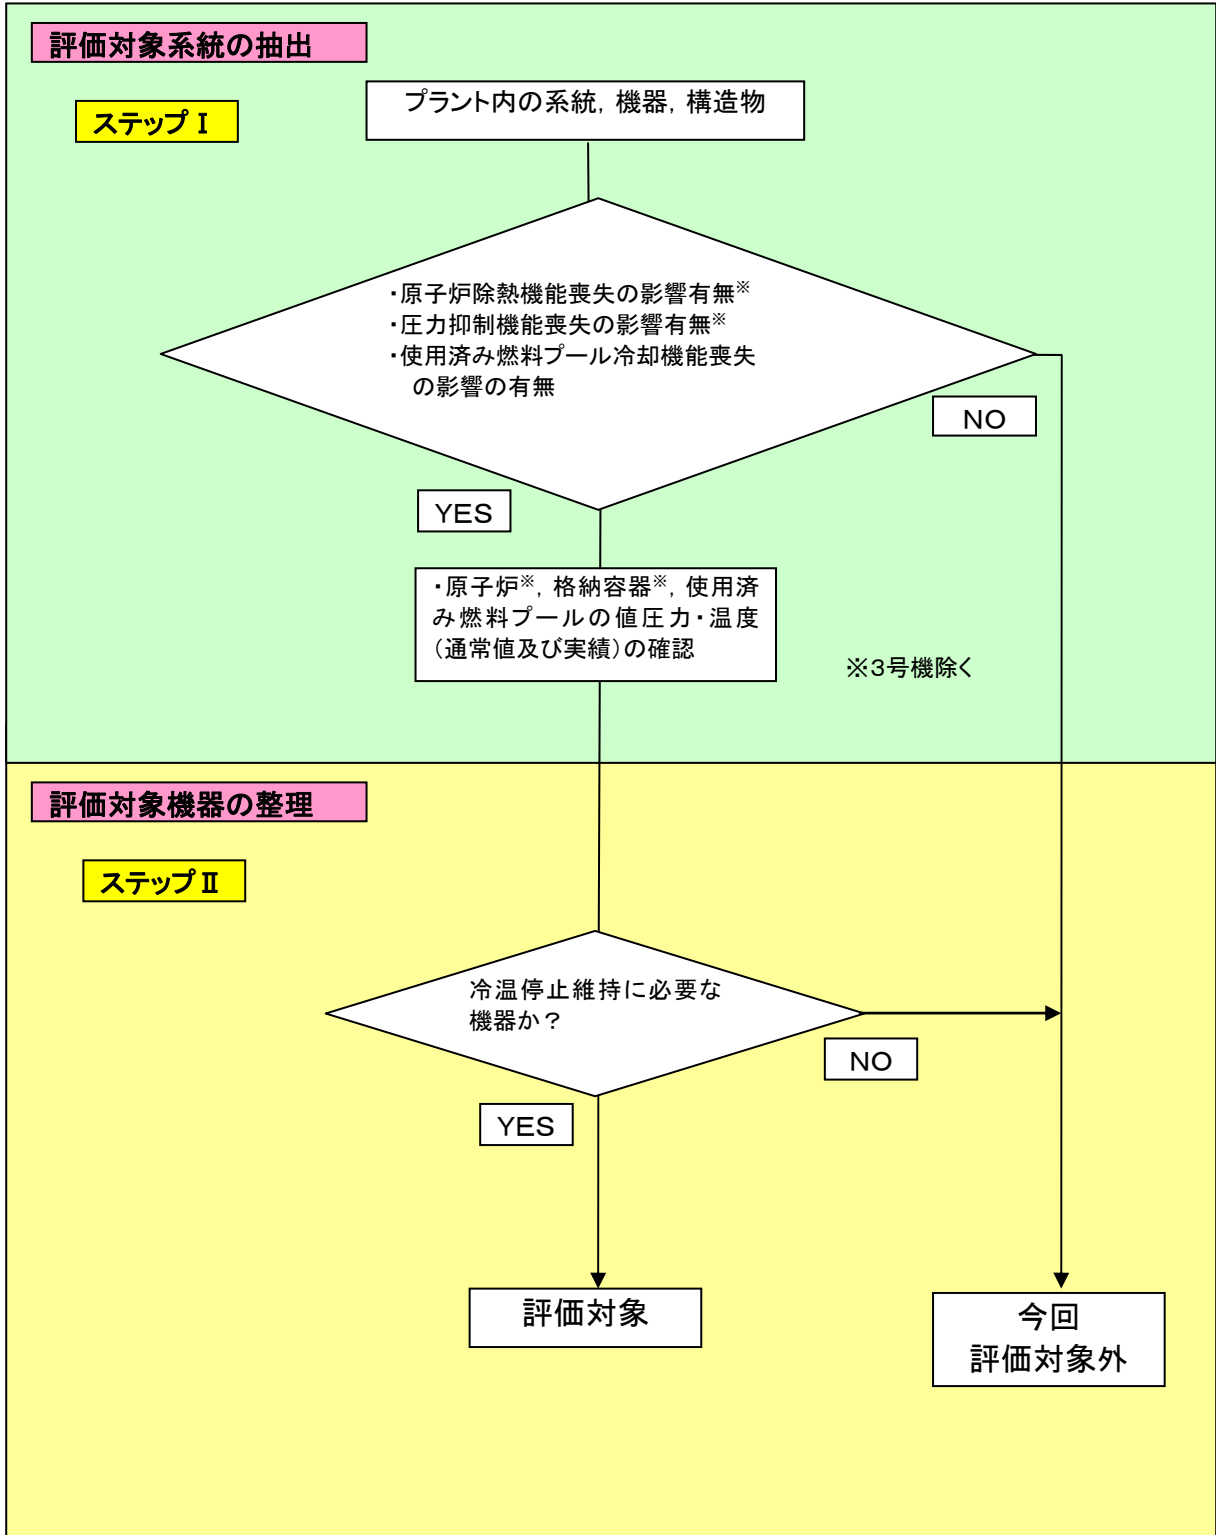 評価対象系統の抽出
ステップⅠ
プラント内の系統，機器，構造物
・原子炉除熱機能喪失の影響有無※
・圧力抑制機能喪失の影響有無※
・使用済み燃料プール冷却機能喪失
の影響の有無
NO
YES
・原子炉※，格納容器※，使用済
み燃料プールの値圧力・温度
（通常値及び実績）の確認
※3号機除く
評価対象機器の整理
ステップⅡ
冷温停止維持に必要な
機器か？
NO
YES
評価対象
今回
評価対象外